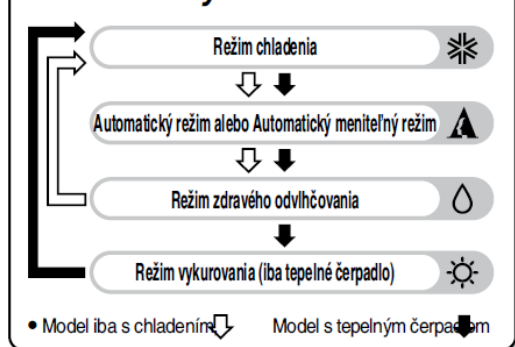 Režim chladenia
Automatický režim alebo Automatický meniteľný režim
Režim zdravého odvlhčovania
Režim vykurovania (iba tepelné čerpadlo)
• Model iba s chladením Model s tepelným čerpadlom